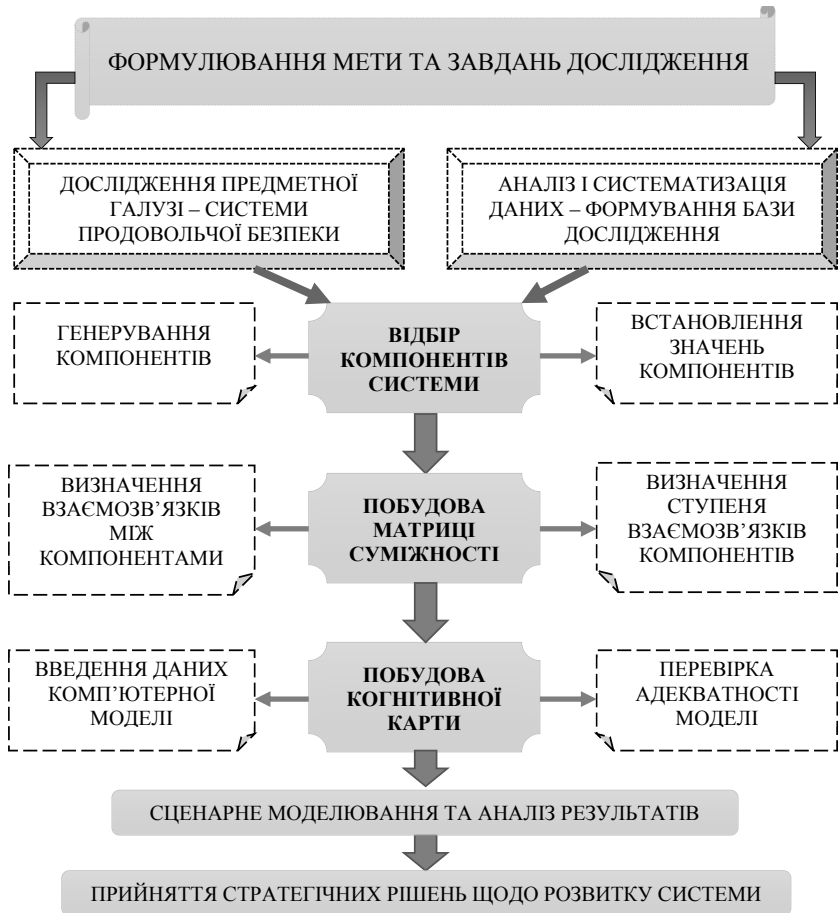 ФОРМУЛЮВАННЯ МЕТИ ТА ЗАВДАНЬ ДОСЛІДЖЕННЯ
ДОСЛІДЖЕННЯ ПРЕДМЕТНОЇ
ГАЛУЗІ – СИСТЕМИ
ПРОДОВОЛЬЧОЇ БЕЗПЕКИ
АНАЛІЗ І СИСТЕМАТИЗАЦІЯ
ДАНИХ – ФОРМУВАННЯ БАЗИ
ДОСЛІДЖЕННЯ
ГЕНЕРУВАННЯ
КОМПОНЕНТІВ
ВІДБІР
КОМПОНЕНТІВ
СИСТЕМИ
ВСТАНОВЛЕННЯ
ЗНАЧЕНЬ
КОМПОНЕНТІВ
ВИЗНАЧЕННЯ
ВЗАЄМОЗВ’ЯЗКІВ
МІЖ
КОМПОНЕНТАМИ
ПОБУДОВА
МАТРИЦІ
СУМІЖНОСТІ
ВИЗНАЧЕННЯ
СТУПЕНЯ
ВЗАЄМОЗВ’ЯЗКІВ
КОМПОНЕНТІВ
ВВЕДЕННЯ ДАНИХ
КОМП’ЮТЕРНОЇ
МОДЕЛІ
ПОБУДОВА
КОГНІТИВНОЇ
КАРТИ
ПЕРЕВІРКА
АДЕКВАТНОСТІ
МОДЕЛІ
СЦЕНАРНЕ МОДЕЛЮВАННЯ ТА АНАЛІЗ РЕЗУЛЬТАТІВ
ПРИЙНЯТТЯ СТРАТЕГІЧНИХ РІШЕНЬ ЩОДО РОЗВИТКУ СИСТЕМИ